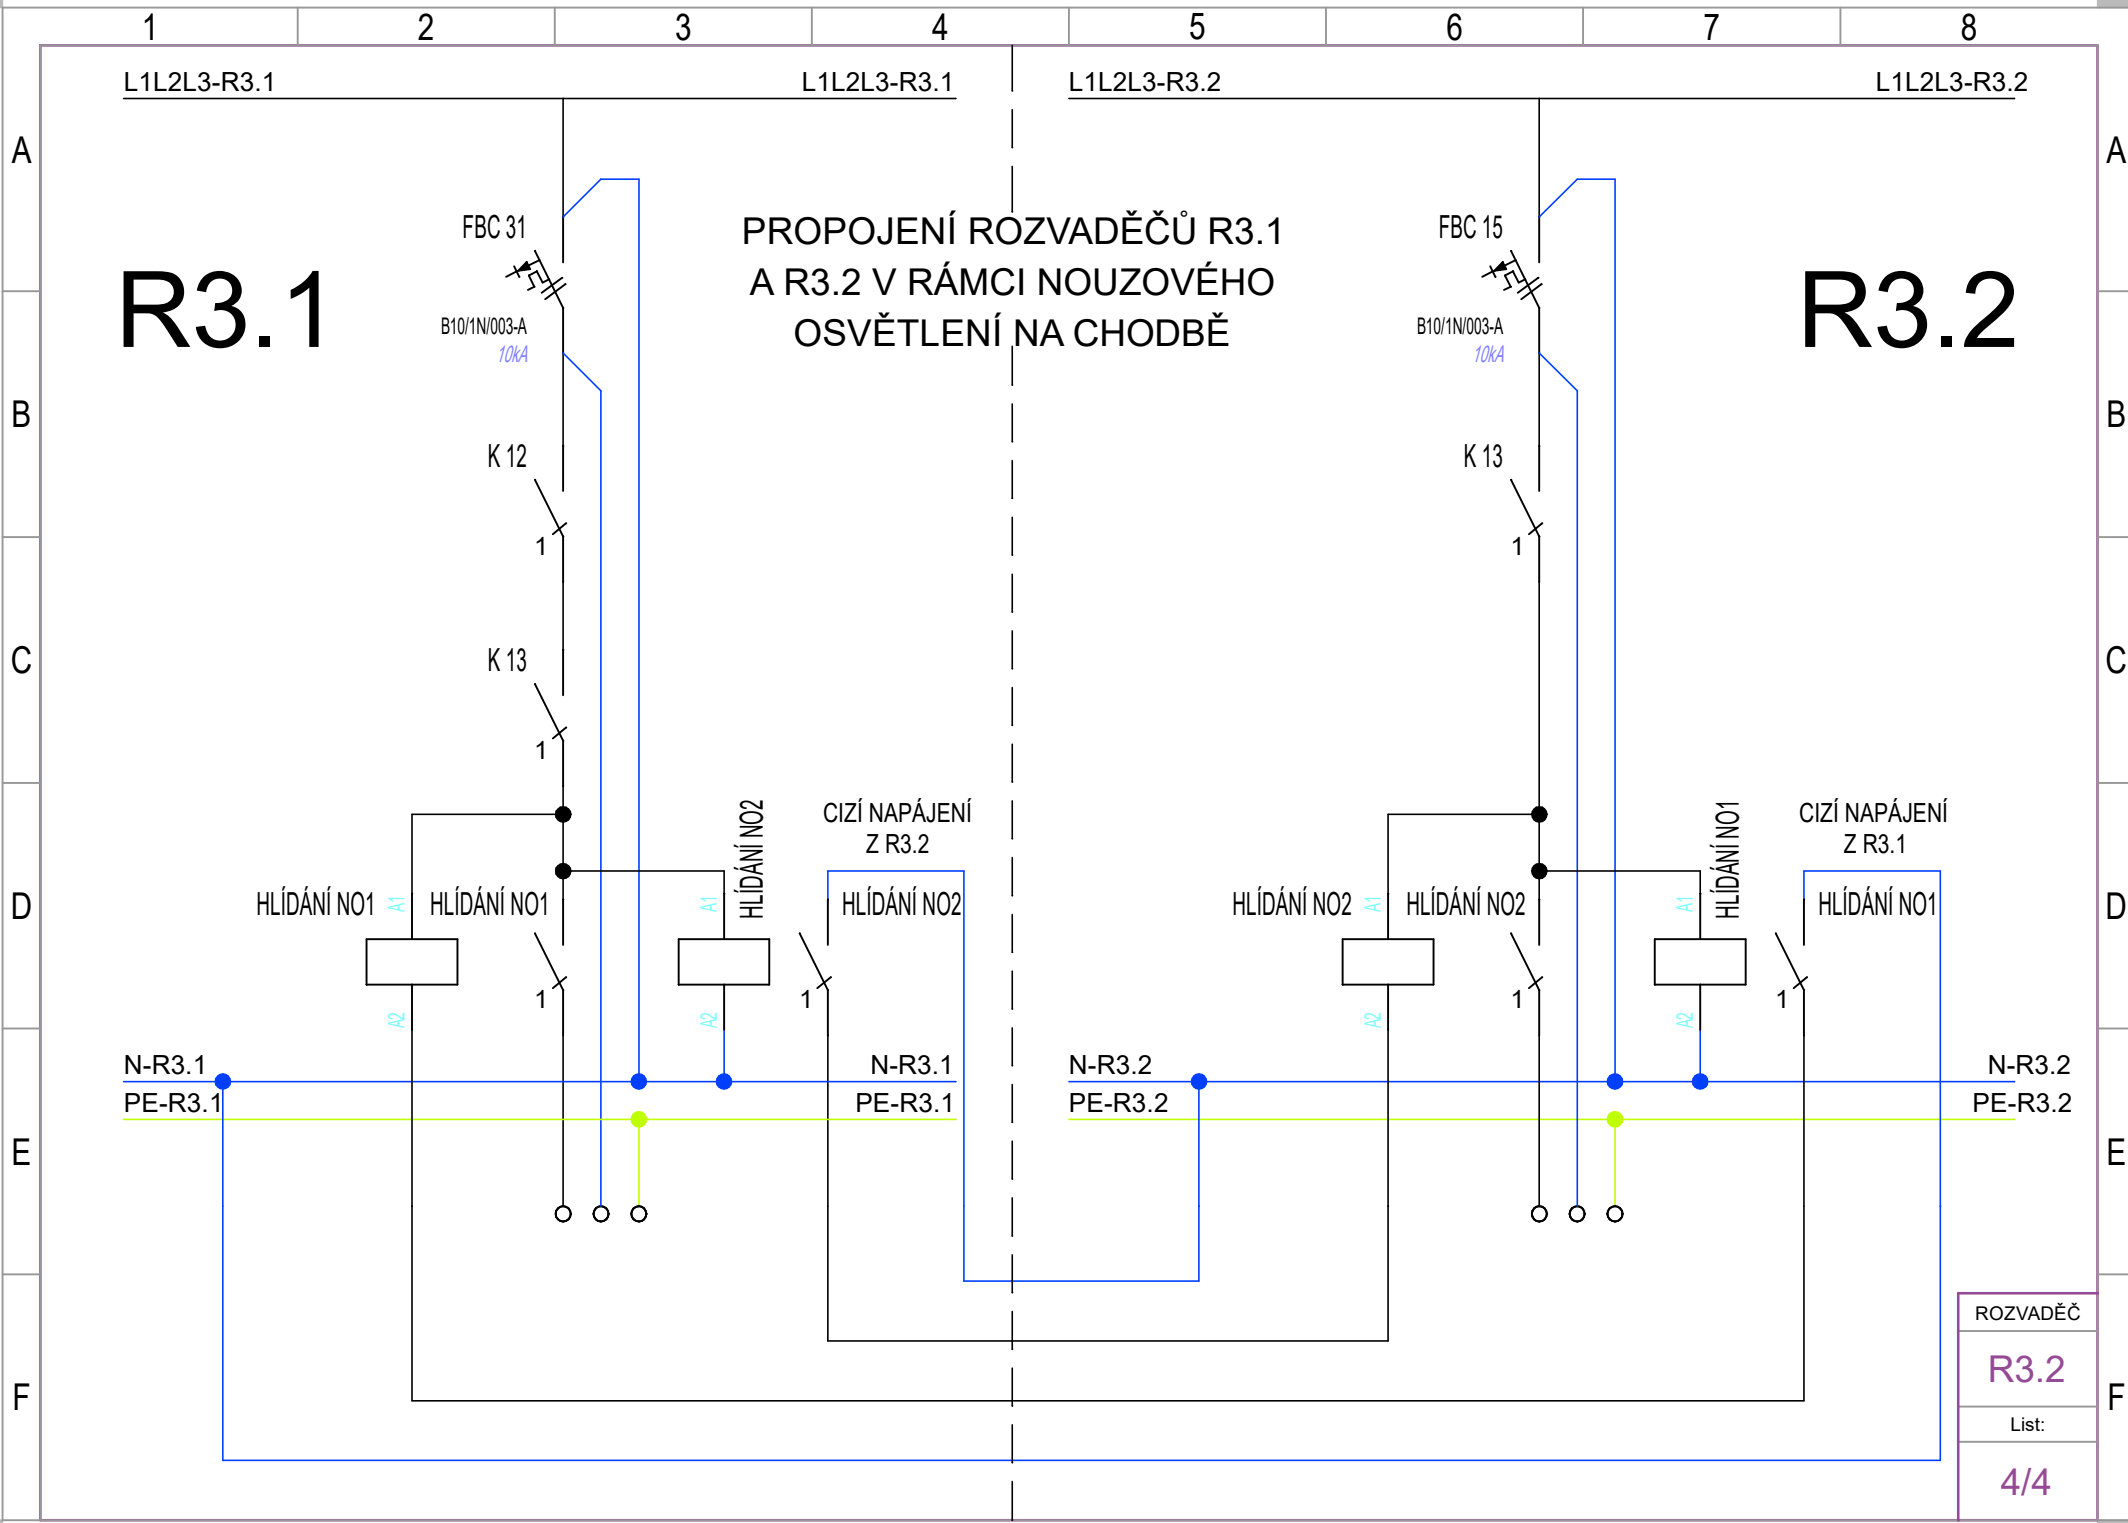 1 2 3 4 5 6 7 8
L1L2L3-R3.1 L1L2L3-R3.1 L1L2L3-R3.2 L1L2L3-R3.2
A A
FBC 31 FBC 15
PROPOJENÍ ROZVADĚČŮ R3.1
A R3.2 V RÁMCI NOUZOVÉHO
OSVĚTLENÍ NA CHODBĚ
R3.1 R3.2
B10/1N/003-A B10/1N/003-A
10kA 10kA
B B
K 12 K 13
1 1
C C
K 13
1
HLÍDÁNÍ NO2 HLÍDÁNÍ NO1
CIZÍ NAPÁJENÍ CIZÍ NAPÁJENÍ
Z R3.2 Z R3.1
D D
HLÍDÁNÍ NO1 A1 HLÍDÁNÍ NO1 A1 HLÍDÁNÍ NO2 HLÍDÁNÍ NO2 A1 HLÍDÁNÍ NO2 A1 HLÍDÁNÍ NO1
1 1 1 1
A2 A2 A2 A2
N-R3.1 N-R3.1 N-R3.2 N-R3.2
PE-R3.1 PE-R3.1 PE-R3.2 PE-R3.2
E E
ROZVADĚČ
R3.2
F F
List:
4/4